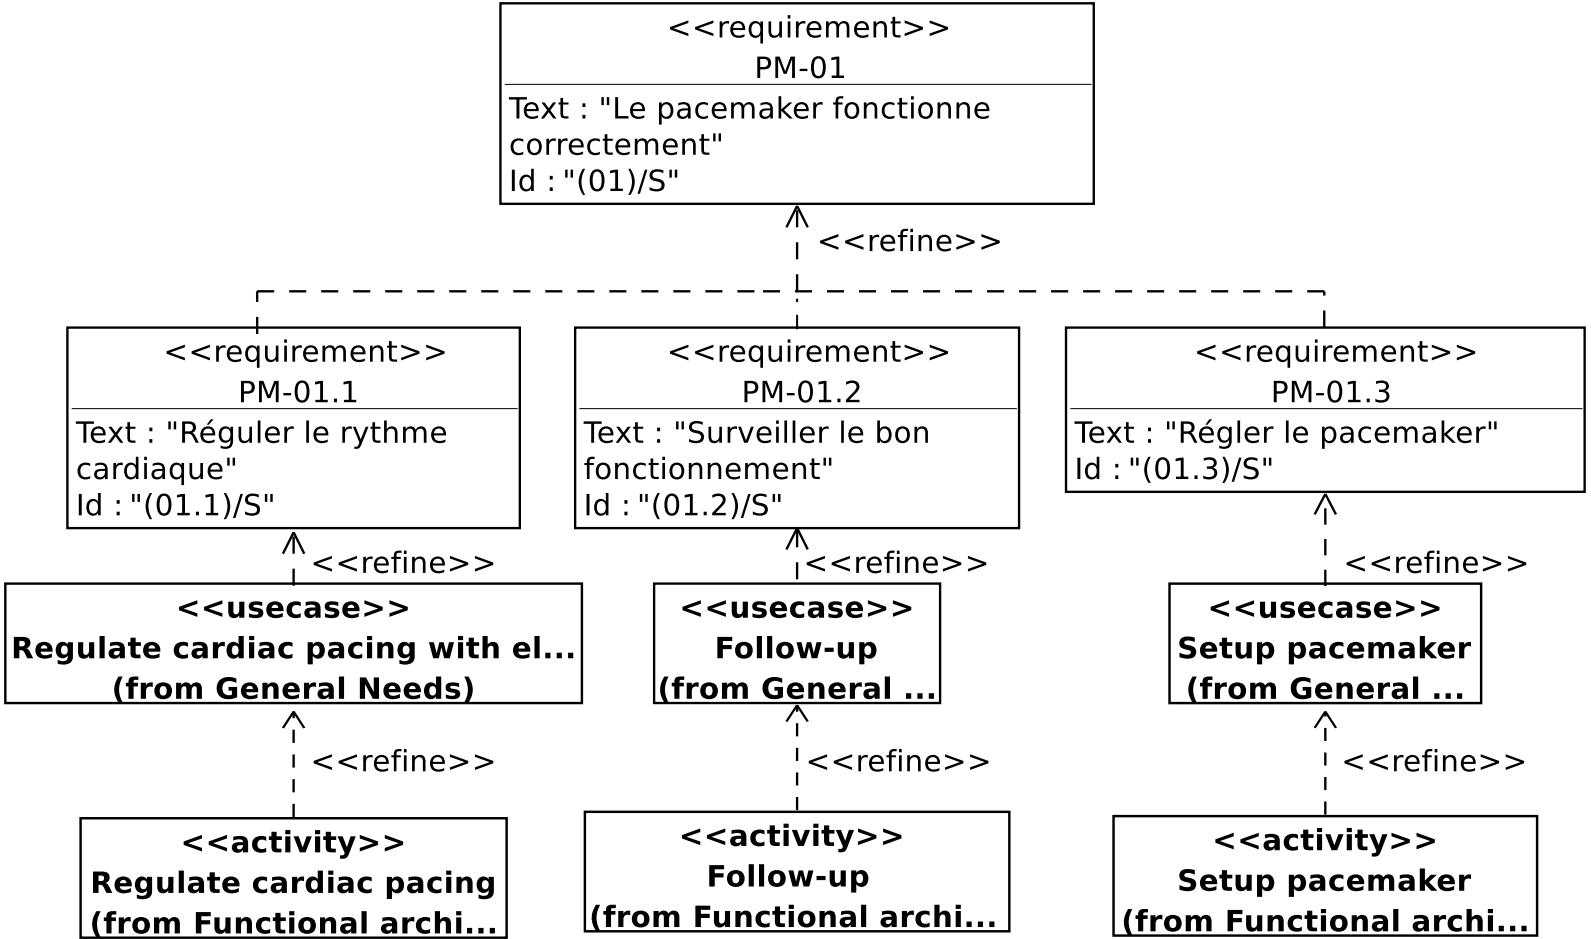 <<requirement>>
PM-01
Text : "Le pacemaker fonctionne
correctement"
Id : "(01)/S"
<<refine>>
<<requirement>>
PM-01.1
Text : "Réguler le rythme
cardiaque"
Id : "(01.1)/S"
<<requirement>>
PM-01.2
Text : "Surveiller le bon
fonctionnement"
Id : "(01.2)/S"
<<requirement>>
PM-01.3
Text : "Régler le pacemaker"
Id : "(01.3)/S"
<<refine>>
<<refine>>
<<refine>>
<<usecase>>
Regulate cardiac pacing with el...
(from General Needs)
<<usecase>>
Follow-up
(from General ...
<<usecase>>
Setup pacemaker
(from General ...
<<refine>>
<<refine>>
<<refine>>
<<activity>>
Regulate cardiac pacing
(from Functional archi...
<<activity>>
Follow-up
(from Functional archi...
<<activity>>
Setup pacemaker
(from Functional archi...